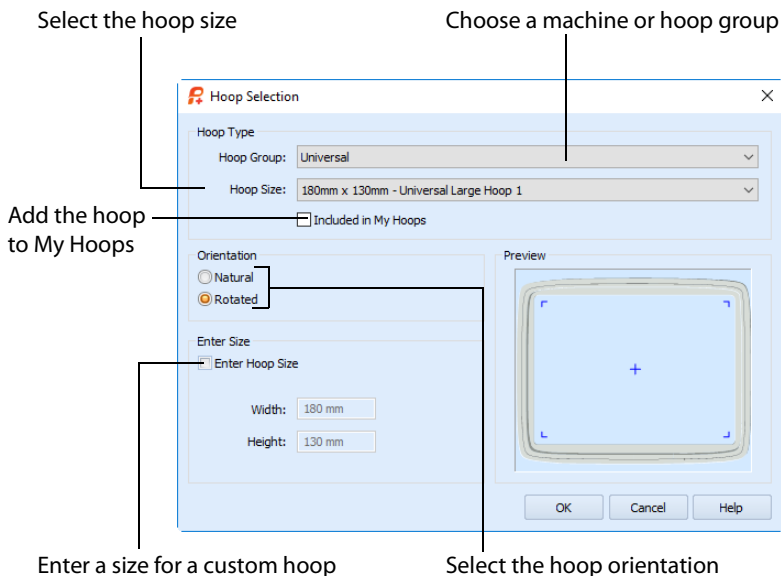 Select the hoop size
Choose a machine or hoop group
Hoop Selection
Hoop Type
Hoop Group: Universal
Hoop Size: 180mm x 130mm - Universal Large Hoop 1
Add the hoop
to My Hoops
Included in My Hoops
Orientation
Natural
Rotated
Preview
Enter Size
Enter Hoop Size
Width: 180 mm
Height: 130 mm
OK Cancel Help
Enter a size for a custom hoop
Select the hoop orientation